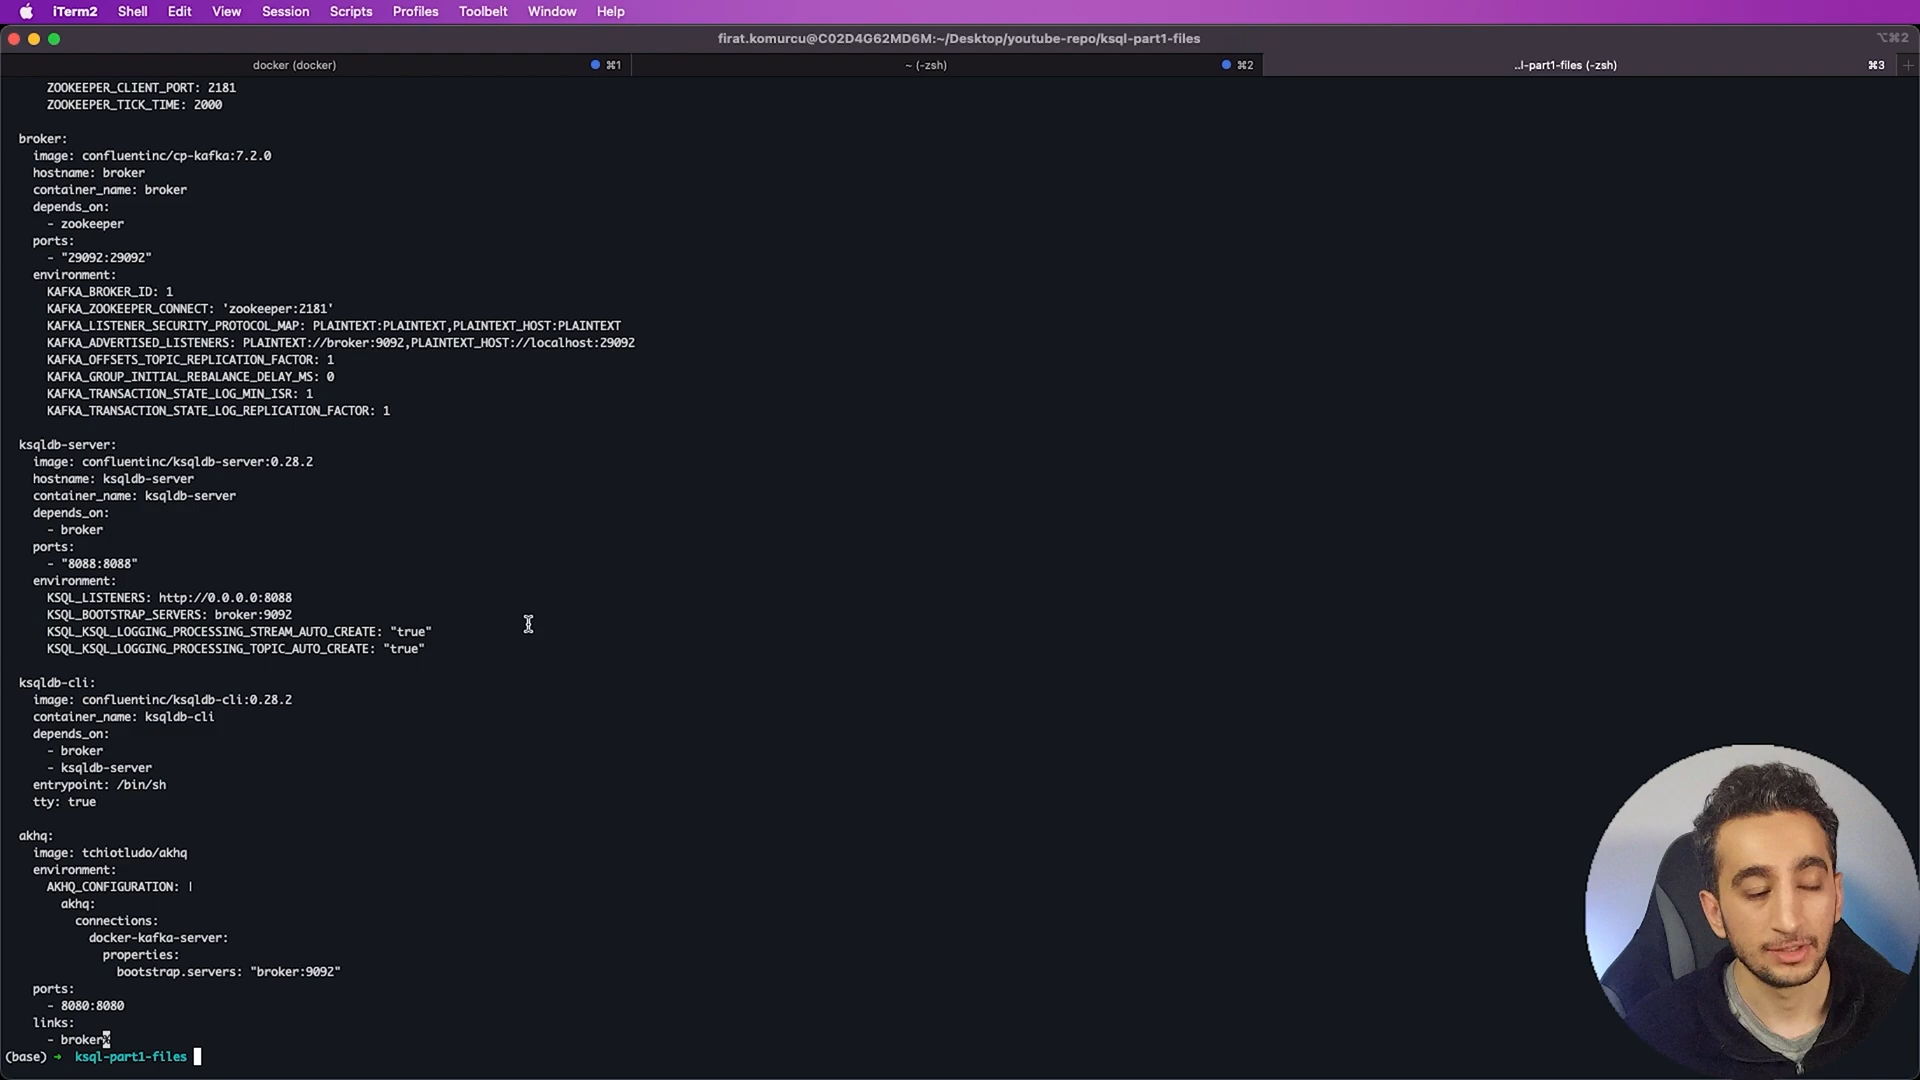 iTerm2 Shell Edit View Session Scripts Profiles Toolbelt Window Help
firat.komurcu@C02D4G62MD6M:~/Desktop/youtube-repo/ksql-part1-files ⌥⌘2
docker (docker) ⌘1 ~ (-zsh) ⌘2 ..l-part1-files (-zsh) ⌘3
ZOOKEEPER_CLIENT_PORT: 2181
ZOOKEEPER_TICK_TIME: 2000
broker:
image: confluentinc/cp-kafka:7.2.0
hostname: broker
container_name: broker
depends_on:
- zookeeper
ports:
- "29092:29092"
environment:
KAFKA_BROKER_ID: 1
KAFKA_ZOOKEEPER_CONNECT: 'zookeeper:2181'
KAFKA_LISTENER_SECURITY_PROTOCOL_MAP: PLAINTEXT:PLAINTEXT,PLAINTEXT_HOST:PLAINTEXT
KAFKA_ADVERTISED_LISTENERS: PLAINTEXT://broker:9092,PLAINTEXT_HOST://localhost:29092
KAFKA_OFFSETS_TOPIC_REPLICATION_FACTOR: 1
KAFKA_GROUP_INITIAL_REBALANCE_DELAY_MS: 0
KAFKA_TRANSACTION_STATE_LOG_MIN_ISR: 1
KAFKA_TRANSACTION_STATE_LOG_REPLICATION_FACTOR: 1
ksqldb-server:
image: confluentinc/ksqldb-server:0.28.2
hostname: ksqldb-server
container_name: ksqldb-server
depends_on:
- broker
ports:
- "8088:8088"
environment:
KSQL_LISTENERS: http://0.0.0.0:8088
KSQL_BOOTSTRAP_SERVERS: broker:9092
KSQL_KSQL_LOGGING_PROCESSING_STREAM_AUTO_CREATE: "true"
KSQL_KSQL_LOGGING_PROCESSING_TOPIC_AUTO_CREATE: "true"
ksqldb-cli:
image: confluentinc/ksqldb-cli:0.28.2
container_name: ksqldb-cli
depends_on:
- broker
- ksqldb-server
entrypoint: /bin/sh
tty: true
akhq:
image: tchiotludo/akhq
environment:
AKHQ_CONFIGURATION: |
akhq:
connections:
docker-kafka-server:
properties:
bootstrap.servers: "broker:9092"
ports:
- 8080:8080
links:
- broker%
(base) → ksql-part1-files